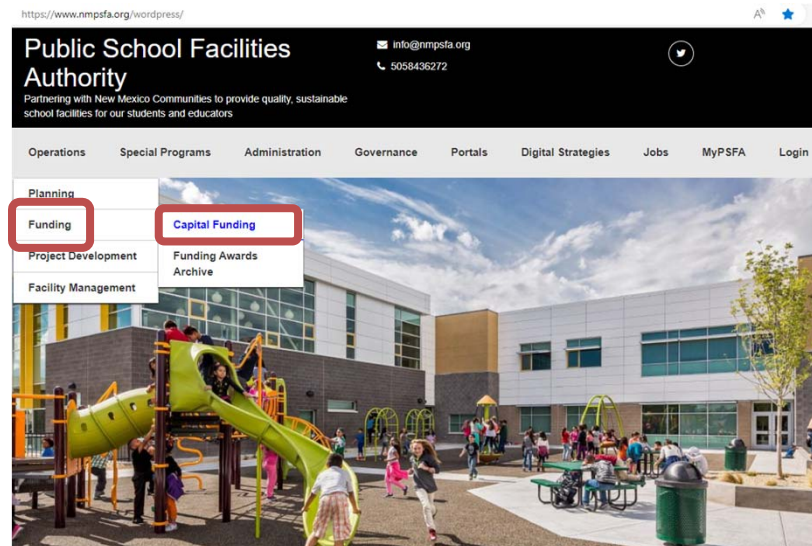 https://www.nmpsfa.org/wordpress/
Public School Facilities
Authority
Partnering with New Mexico Communities to provide quality, sustainable
school facilities for our students and educators
info@nmpsfa.org
5058436272
Operations Special Programs Administration Governance Portals Digital Strategies Jobs MyPSFA Login
Planning
Funding Capital Funding
Project Development Funding Awards
Archive
Facility Management